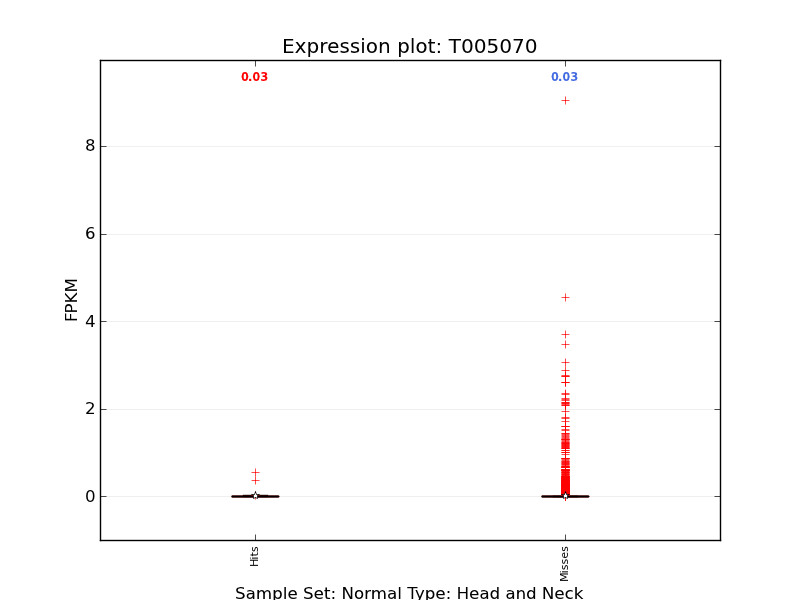 Expression plot: T005070
0.03
0.03
8
6
4
2
0
FPKM
Hits
Misses
Sample Set: Normal Type: Head and Neck